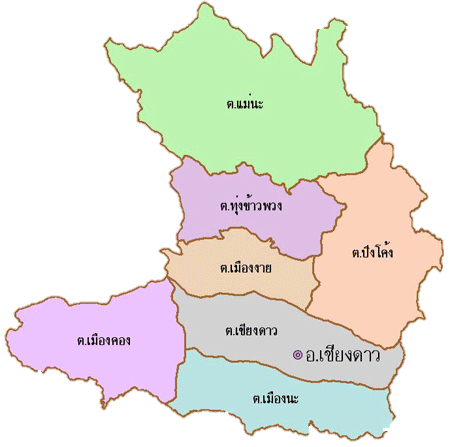 ต.แม่นะ
ต.ทุ่งข้าวพวง
ต.ปิงโค้ง
ต.เมืองงาย
ต.เชียงดาว
ต.เมืองคอง
อ.เชียงดาว
ต.เมืองนะ